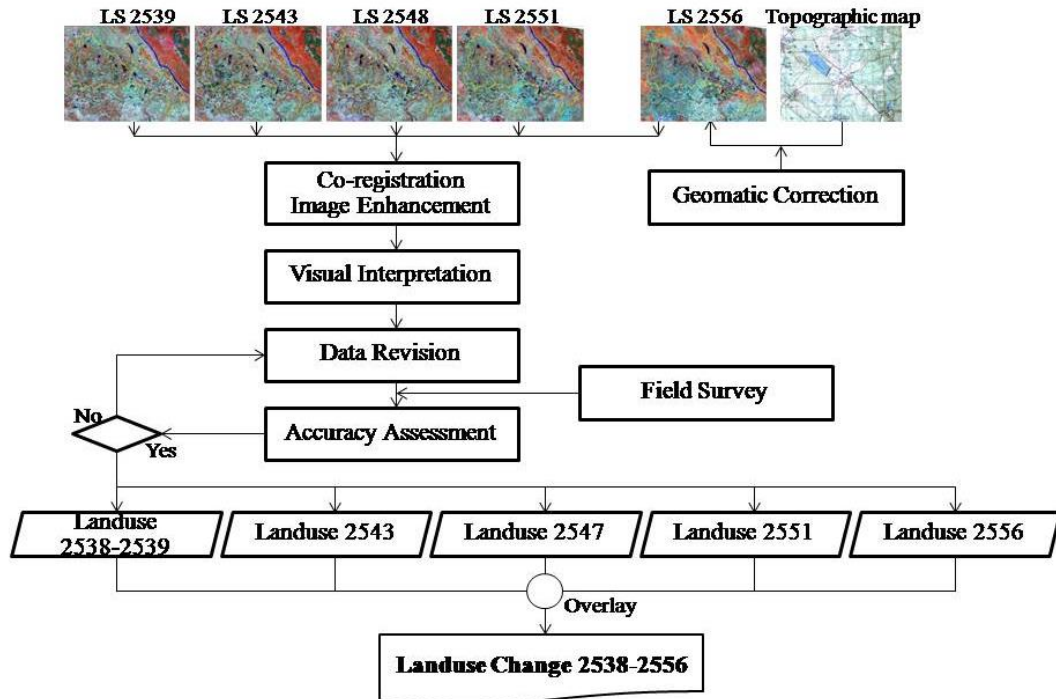 LS 2539
LS 2543
LS 2548
LS 2551
LS 2556
Topographic map
Co-registration
Image Enhancement
Geomatic Correction
Visual Interpretation
Data Revision
Field Survey
No
Accuracy Assessment
Yes
Landuse
2538-2539
Landuse 2543
Landuse 2547
Landuse 2551
Landuse 2556
Overlay
Landuse Change 2538-2556